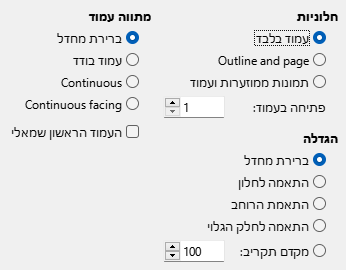 חלוניות
עמוד בלבד
Outline and page
תמונות ממוזערות ועמוד
פתיחה בעמוד: 1
הגדלה
ברירת מחדל
התאמה לחלון
התאמת הרוחב
התאמה לחלק הגלוי
מקדם תקריב: 100
מתווה עמוד
ברירת מחדל
עמוד בודד
Continuous
Continuous facing
העמוד הראשון שמאלי